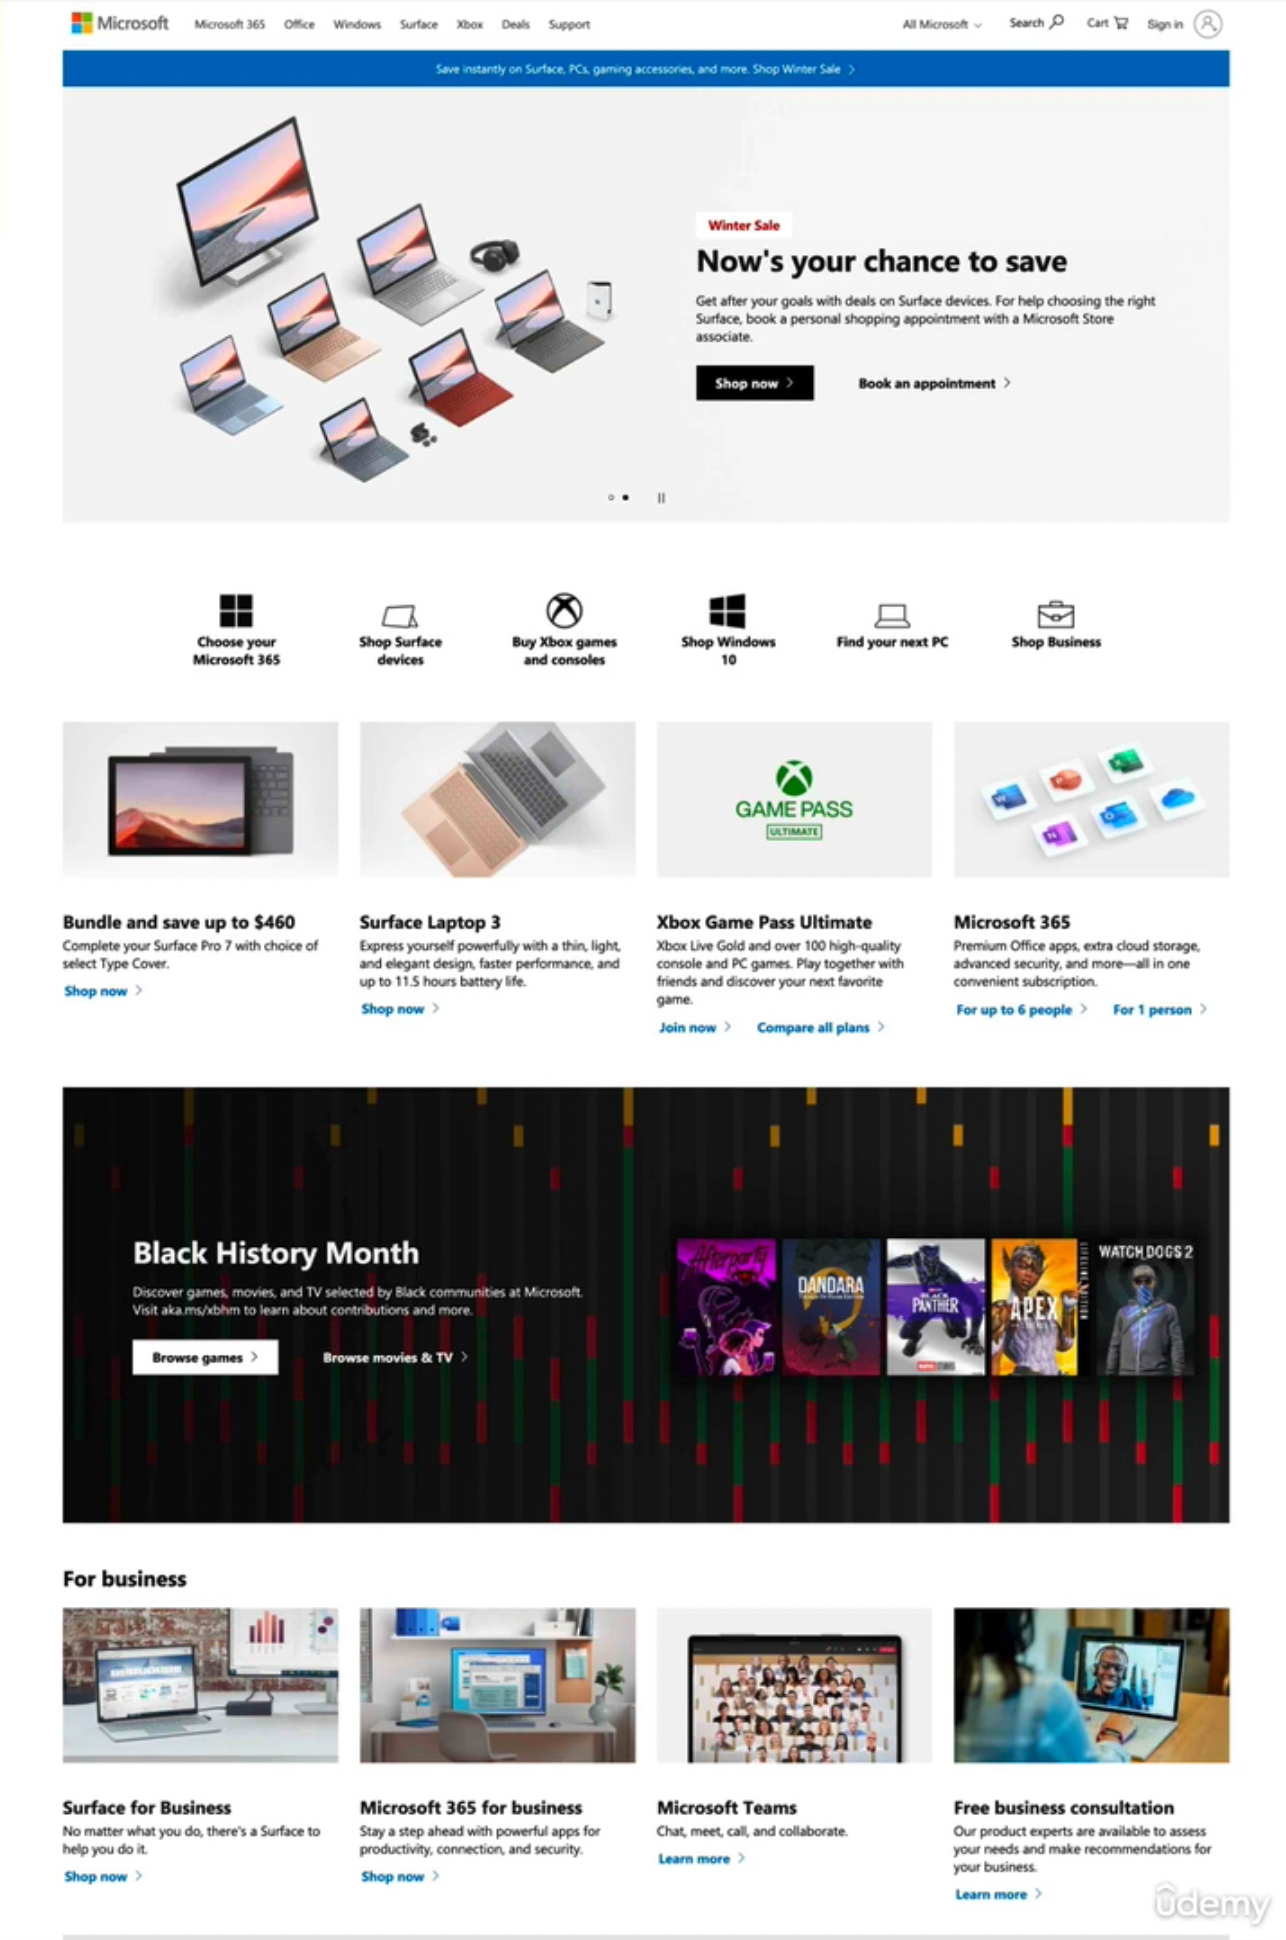 Microsoft Microsoft 365 Office Windows Surface Xbox Deals Support All Microsoft Search Cart Sign in
Save instantly on Surface, PCs, gaming accessories, and more. Shop Winter Sale
Winter Sale
Now's your chance to save
Get after your goals with deals on Surface devices. For help choosing the right
Surface, book a personal shopping appointment with a Microsoft Store
associate.
Shop now Book an appointment
Choose your
Microsoft 365
Shop Surface
devices
Buy Xbox games
and consoles
Shop Windows
10
Find your next PC
Shop Business
GAME PASS
ULTIMATE
Bundle and save up to $460
Complete your Surface Pro 7 with choice of
select Type Cover.
Shop now
Surface Laptop 3
Express yourself powerfully with a thin, light,
and elegant design, faster performance, and
up to 11.5 hours battery life.
Shop now
Xbox Game Pass Ultimate
Xbox Live Gold and over 100 high-quality
console and PC games. Play together with
friends and discover your next favorite
game.
Join now Compare all plans
Microsoft 365
Premium Office apps, extra cloud storage,
advanced security, and more—all in one
convenient subscription.
For up to 6 people For 1 person
Black History Month
Discover games, movies, and TV selected by Black communities at Microsoft.
Visit aka.ms/xbhm to learn about contributions and more.
Browse games Browse movies & TV
Afterparty
DANDARA
BLACK
PANTHER
MARVEL STUDIOS
APEX
LIFELINE EDITION
WATCH DOGS 2
For business
Surface for Business
No matter what you do, there's a Surface to
help you do it.
Shop now
Microsoft 365 for business
Stay a step ahead with powerful apps for
productivity, connection, and security.
Shop now
Microsoft Teams
Chat, meet, call, and collaborate.
Learn more
Free business consultation
Our product experts are available to assess
your needs and make recommendations for
your business.
Learn more
ûdemy